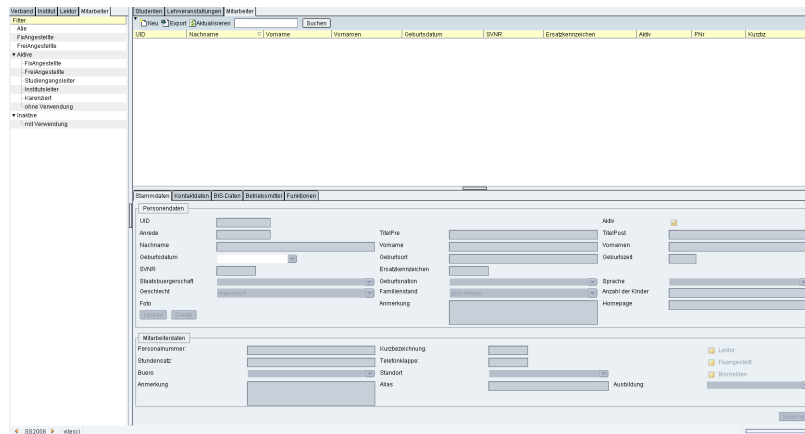 Verband Institut Lektor Mitarbeiter
Filter
Alle
FixAngestellte
FreiAngestellte
Aktive
FixAngestellte
FreiAngestellte
Studiengangsleiter
Institutsleiter
Karenziert
ohne Verwendung
Inaktive
mit Verwendung
Studenten Lehrveranstaltungen Mitarbeiter
Neu Export Aktualisieren Suchen
UID Nachname Vorname Vornamen Geburtsdatum SVNR Ersatzkennzeichen Aktiv PNr Kurzbz
Stammdaten Kontaktdaten BIS-Daten Betriebsmittel Funktionen
Personendaten
UID Aktiv
Anrede TitelPre TitelPost
Nachname Vorname Vornamen
Geburtsdatum Geburtsort Geburtszeit
SVNR Ersatzkennzeichen
Staatsbuergerschaft Geburtsnation Sprache
Geschlecht maennlich Familienstand geschieden Anzahl der Kinder
Foto Anmerkung Homepage
Upload Delete
Mitarbeiterdaten
Personalnummer: Kurzbezeichnung: Lektor
Stundensatz: Telefonklappe: Fixangestellt
Buero Standort Bismelden
Anmerkung Alias Ausbildung:
SS2008 vilesci